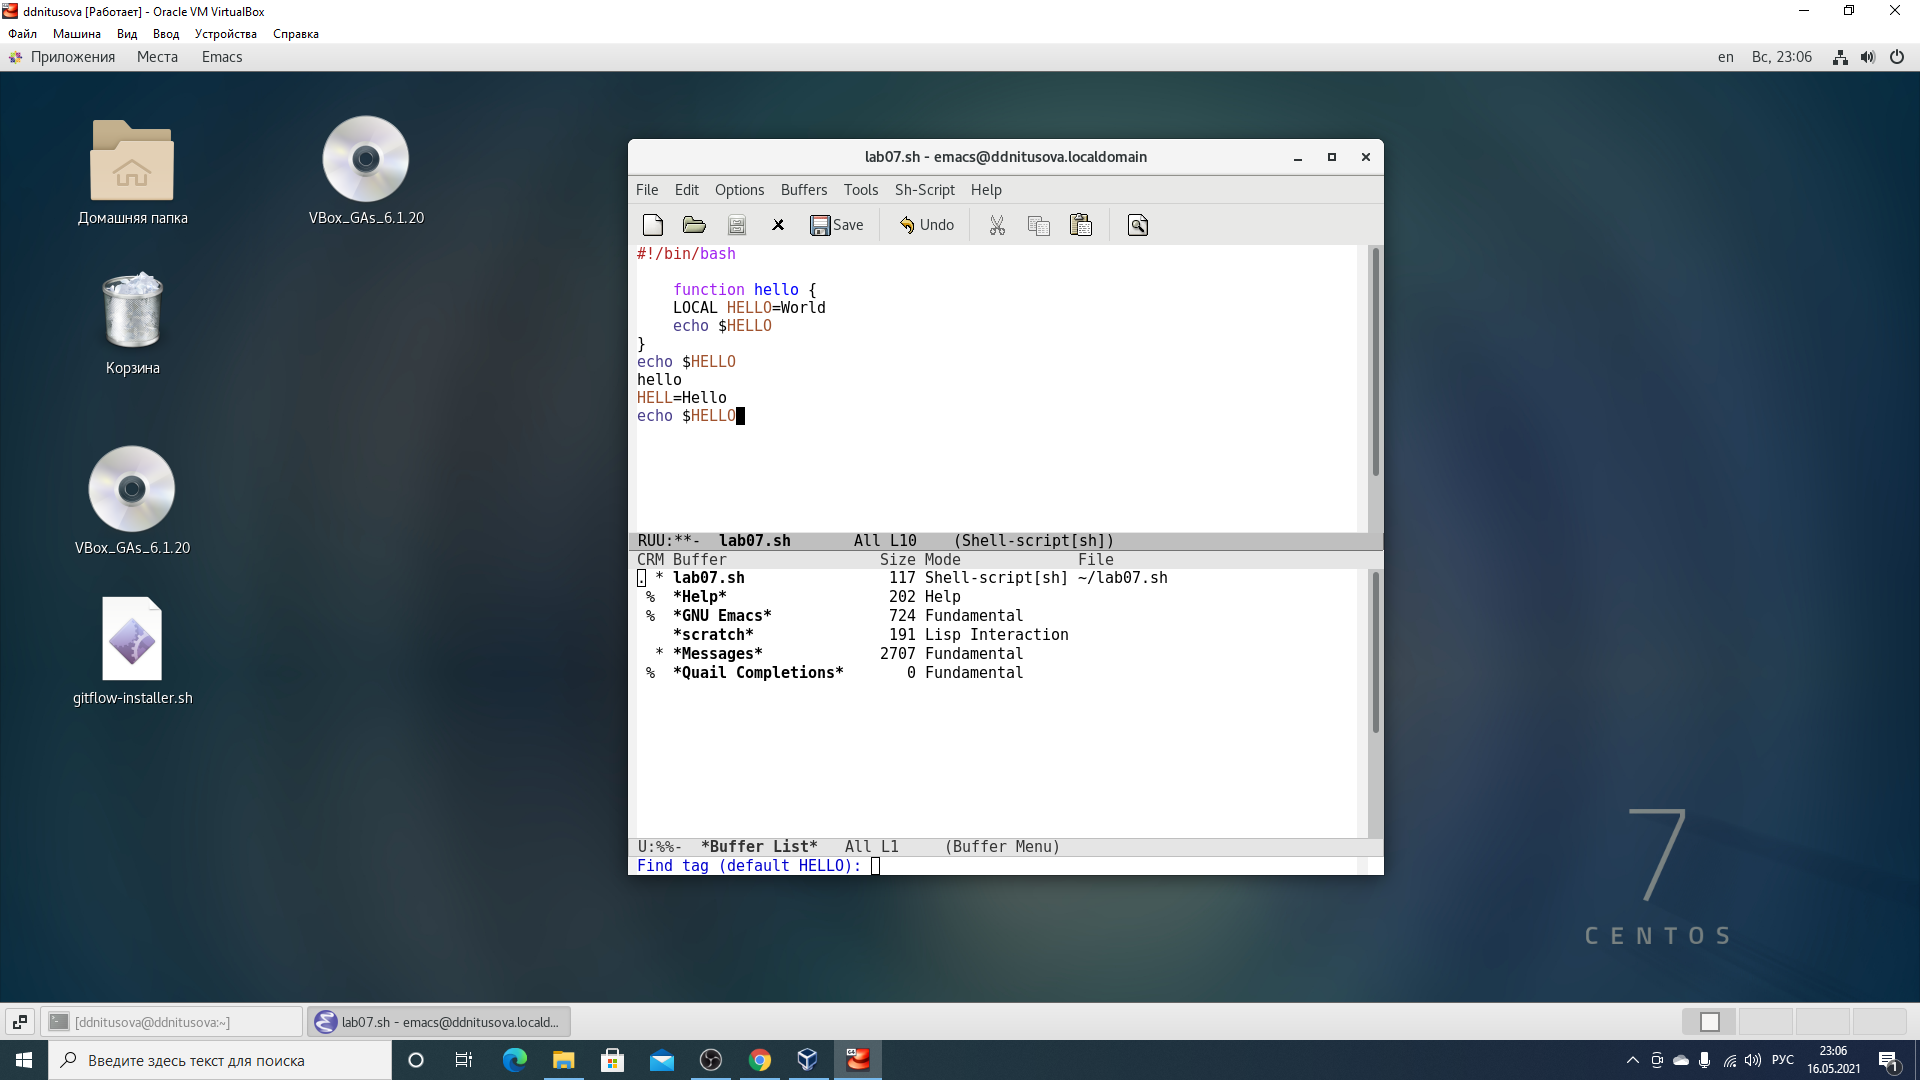 ddnitusova [Работает] - Oracle VM VirtualBox
Файл Машина Вид Ввод Устройства Справка
Приложения Места Emacs en Вс, 23:06
Домашняя папка
VBox_GAs_6.1.20
Корзина
VBox_GAs_6.1.20
gitflow-installer.sh
lab07.sh - emacs@ddnitusova.localdomain
File Edit Options Buffers Tools Sh-Script Help
Save Undo
#!/bin/bash
function hello {
LOCAL HELLO=World
echo $HELLO
}
echo $HELLO
hello
HELL=Hello
echo $HELLO
RUU:**- lab07.sh All L10 (Shell-script[sh])
CRM Buffer Size Mode File
. * lab07.sh 117 Shell-script[sh] ~/lab07.sh
% *Help* 202 Help
% *GNU Emacs* 724 Fundamental
*scratch* 191 Lisp Interaction
* *Messages* 2707 Fundamental
% *Quail Completions* 0 Fundamental
U:%%- *Buffer List* All L1 (Buffer Menu)
Find tag (default HELLO):
7
CENTOS
[ddnitusova@ddnitusova:~]
lab07.sh - emacs@ddnitusova.locald...
Введите здесь текст для поиска
64
РУС
23:06
16.05.2021
1